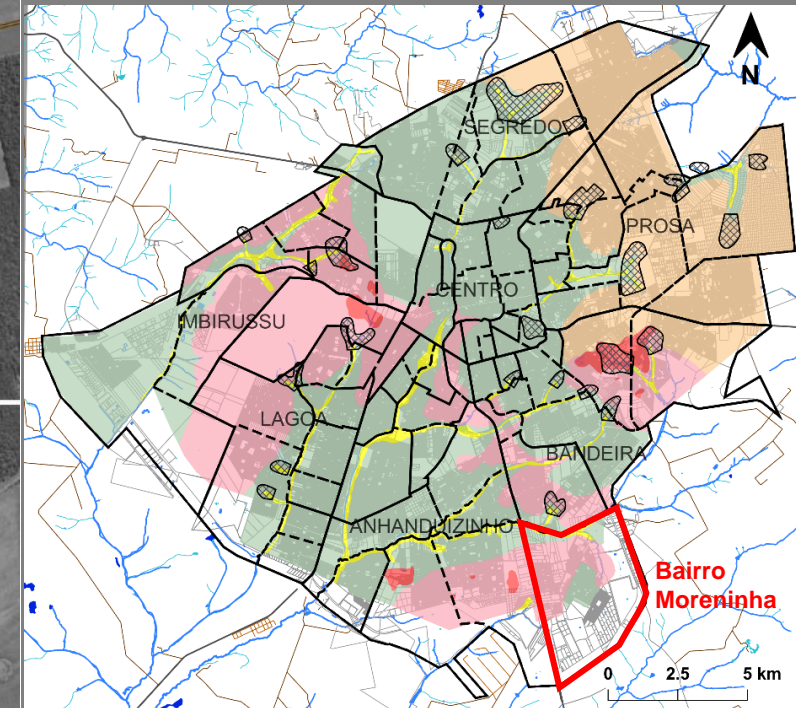 N
SEGREDO
PROSA
CENTRO
IMBIRUSSU
LAGOA
BANDEIRA
ANHANDUIZINHO
Bairro
Moreninha
0 2.5 5 km